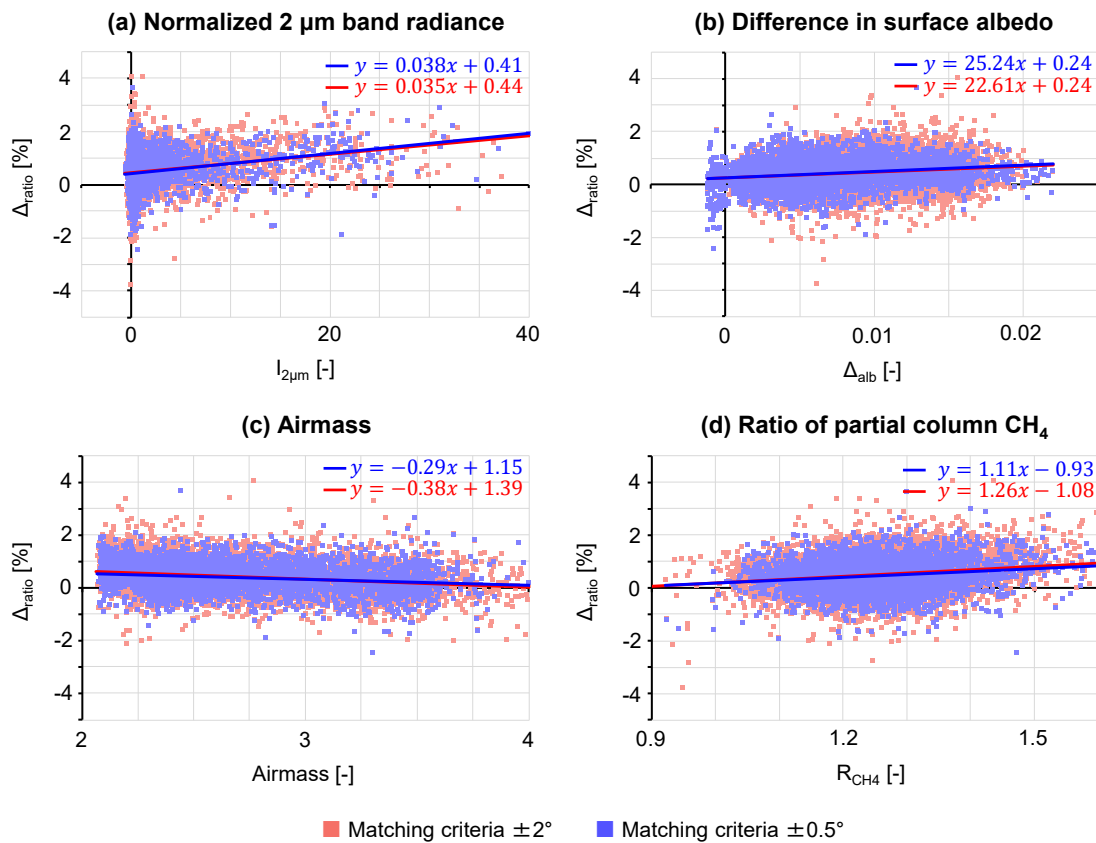 (a) Normalized 2 μm band radiance
y = 0.038x + 0.41
y = 0.035x + 0.44
4
2
0
-2
-4
Δratio [%]
0
20
40
I2μm [-]
(b) Difference in surface albedo
y = 25.24x + 0.24
y = 22.61x + 0.24
4
2
0
-2
-4
Δratio [%]
0
0.01
0.02
Δalb [-]
(c) Airmass
y = −0.29x + 1.15
y = −0.38x + 1.39
4
2
0
-2
-4
Δratio [%]
2
3
4
Airmass [-]
(d) Ratio of partial column CH4
y = 1.11x − 0.93
y = 1.26x − 1.08
4
2
0
-2
-4
Δratio [%]
0.9
1.2
1.5
RCH4 [-]
Matching criteria ±2°
Matching criteria ±0.5°